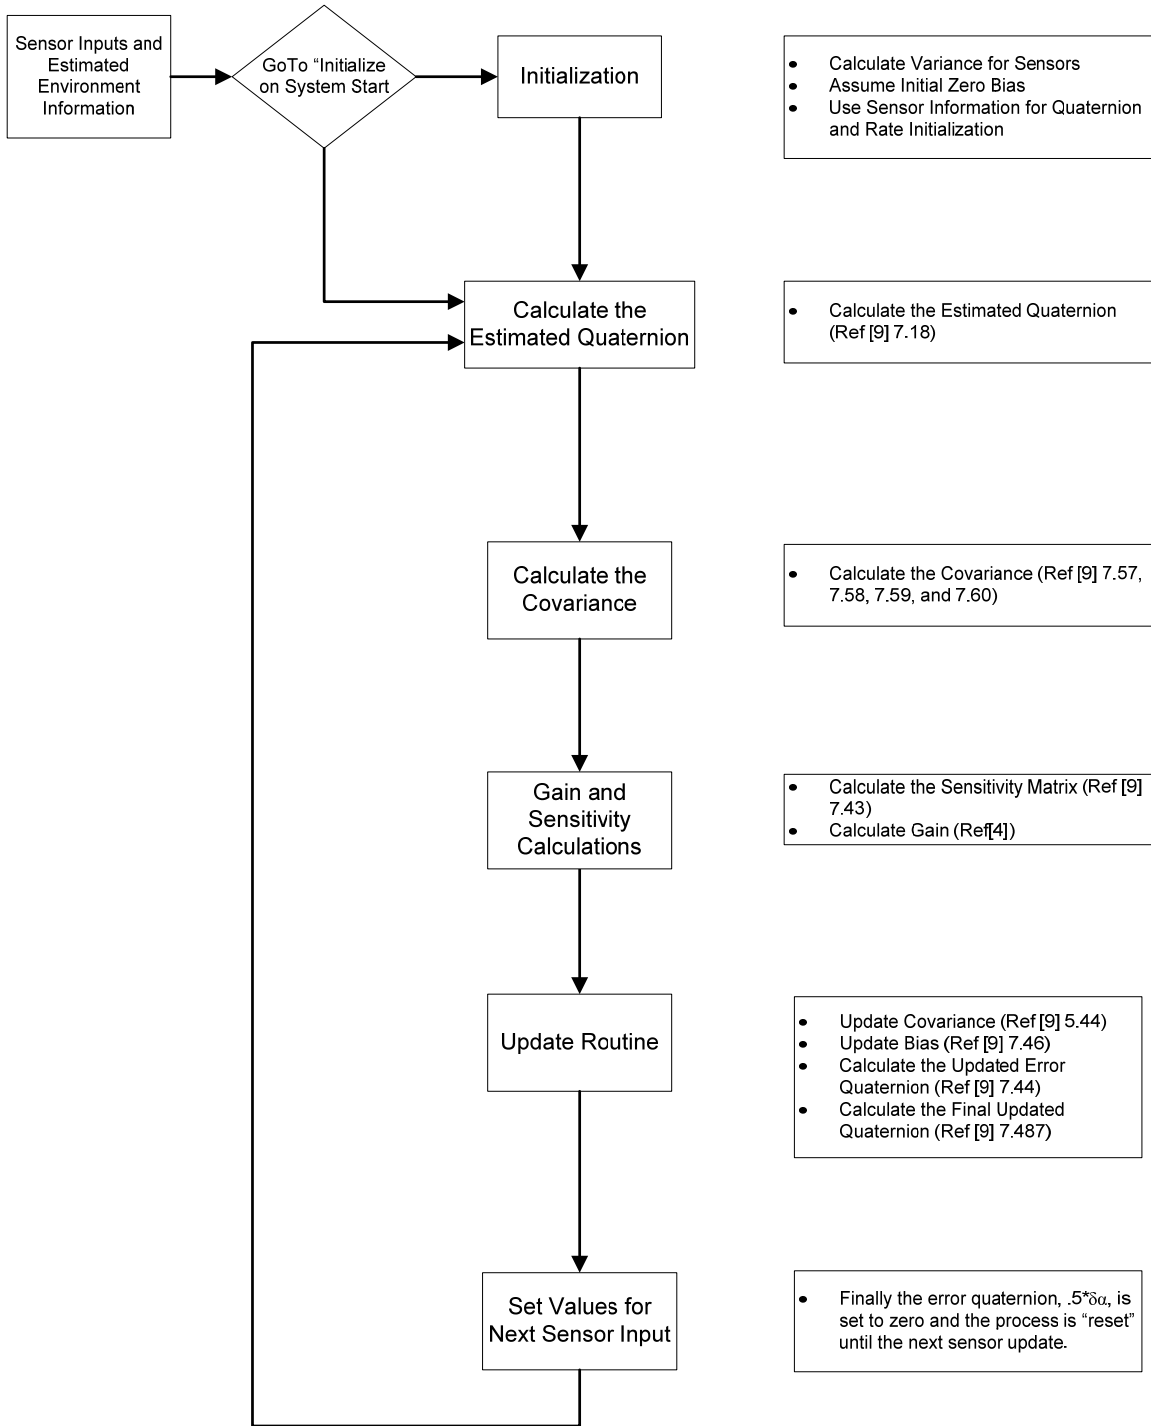 Sensor Inputs and
Estimated
Environment
Information
GoTo “Initialize
on System Start
Initialization
• Calculate Variance for Sensors
• Assume Initial Zero Bias
• Use Sensor Information for Quaternion
and Rate Initialization
Calculate the
Estimated Quaternion
• Calculate the Estimated Quaternion
(Ref [9] 7.18)
Calculate the
Covariance
• Calculate the Covariance (Ref [9] 7.57,
7.58, 7.59, and 7.60)
Gain and
Sensitivity
Calculations
• Calculate the Sensitivity Matrix (Ref [9]
7.43)
• Calculate Gain (Ref[4])
Update Routine
• Update Covariance (Ref [9] 5.44)
• Update Bias (Ref [9] 7.46)
• Calculate the Updated Error
Quaternion (Ref [9] 7.44)
• Calculate the Final Updated
Quaternion (Ref [9] 7.487)
Set Values for
Next Sensor Input
• Finally the error quaternion, .5*δα, is
set to zero and the process is “reset”
until the next sensor update.